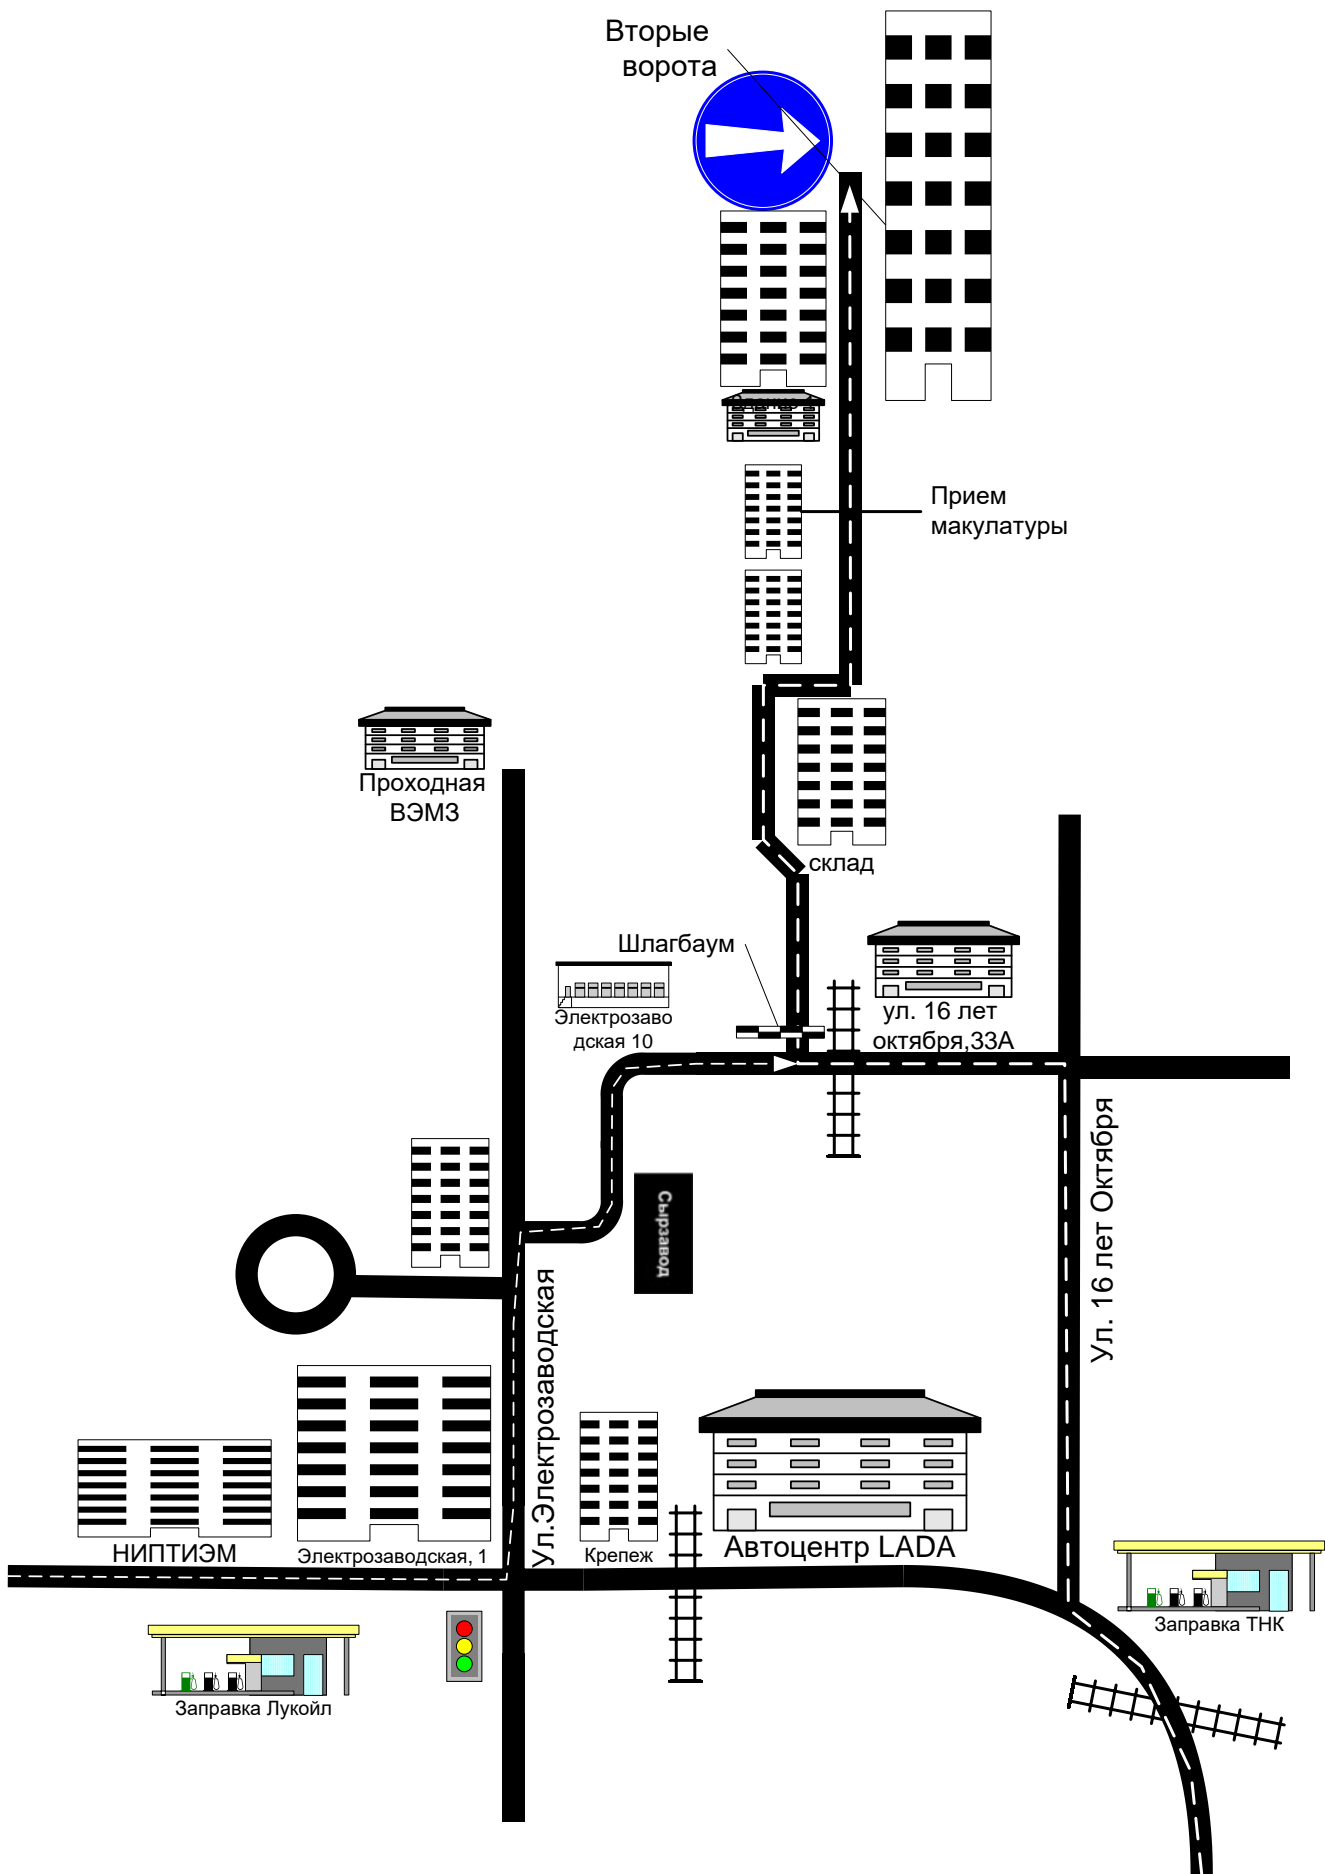 Вторые
ворота
Прием
макулатуры
Проходная
ВЭМЗ
склад
Шлагбаум
Электрозаво
дская 10
ул. 16 лет
октября,33А
Сырзавод
Ул. 16 лет Октября
Ул.Электрозаводская
НИПТИЭМ
Электрозаводская, 1
Крепеж
Автоцентр LADA
Заправка ТНК
Заправка Лукойл